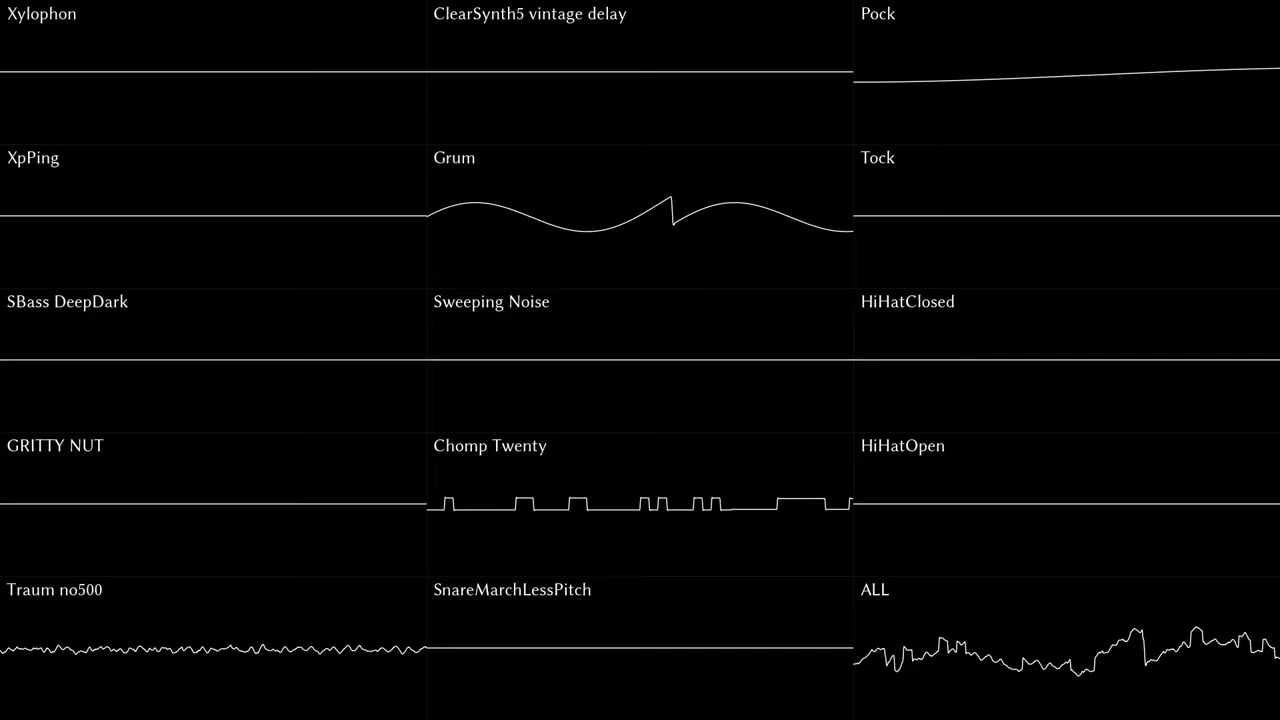 Xylophon
ClearSynth5 vintage delay
Pock
XpPing
Grum
Tock
SBass DeepDark
Sweeping Noise
HiHatClosed
GRITTY NUT
Chomp Twenty
HiHatOpen
Traum no500
SnareMarchLessPitch
ALL